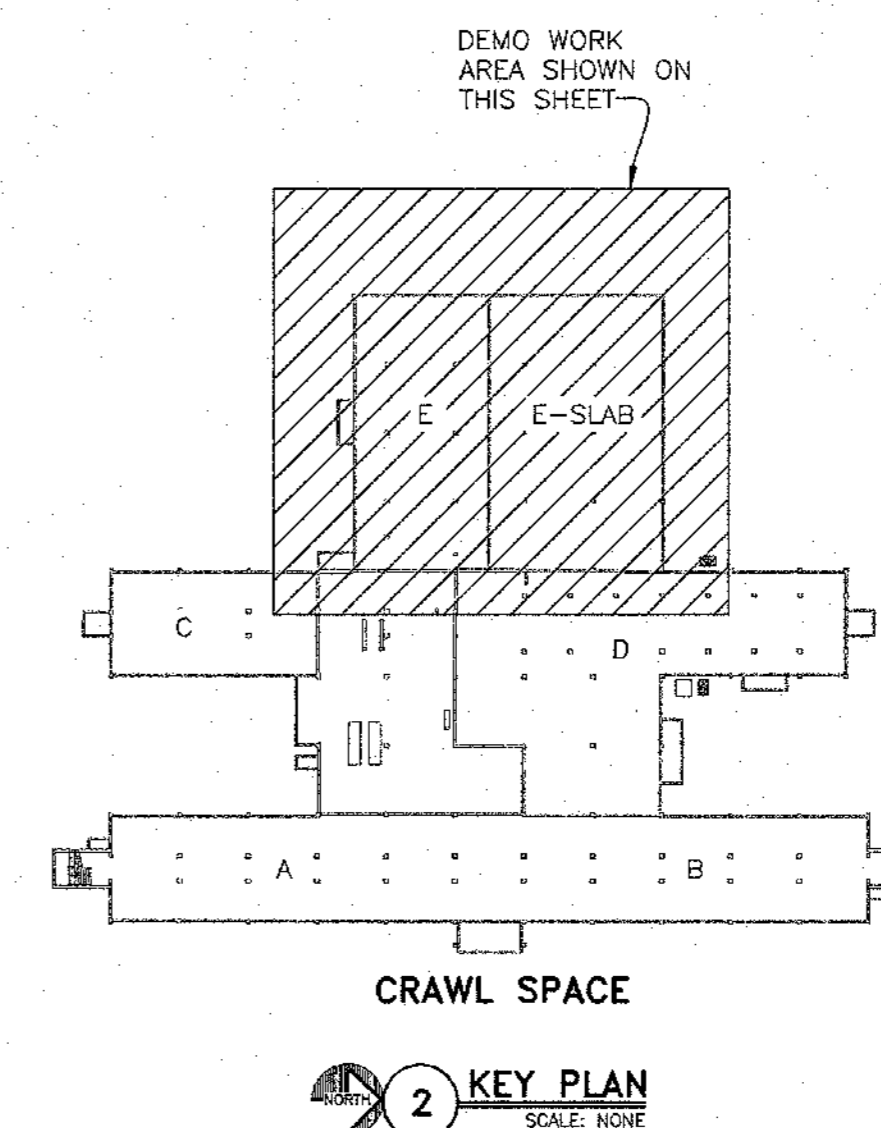 DEMO WORK
AREA SHOWN ON
THIS SHEET
E
E-SLAB
C
D
A
B
CRAWL SPACE
NORTH
2
KEY PLAN
SCALE: NONE